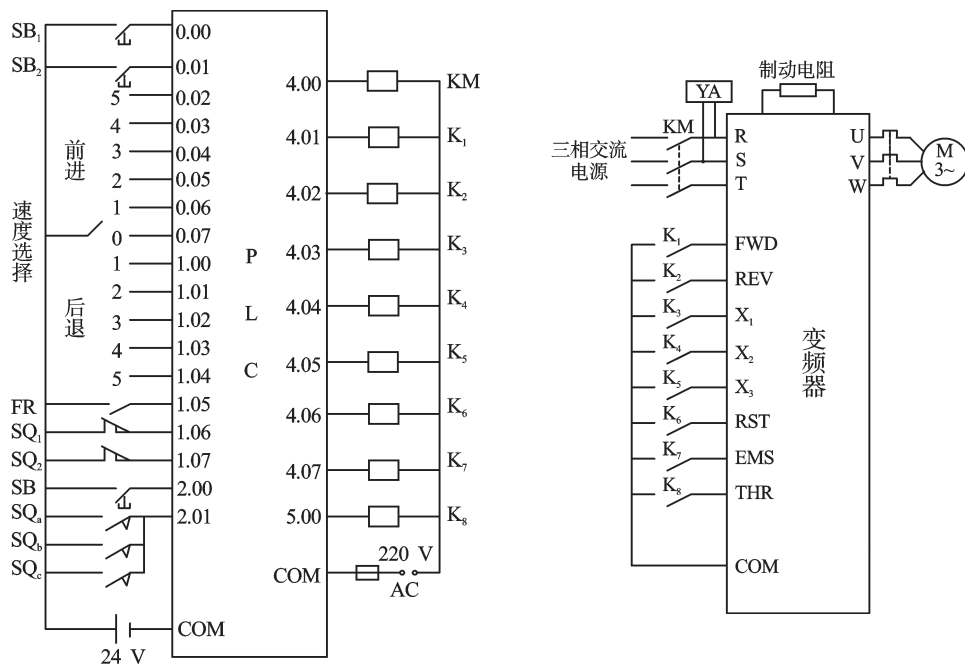 SB₁ 0.00
SB₂ 0.01
5 0.02
4 0.03
3 0.04
2 0.05
1 0.06
0 0.07
1 1.00
2 1.01
3 1.02
4 1.03
5 1.04
前进
速度选择
后退
FR 1.05
SQ₁ 1.06
SQ₂ 1.07
SB 2.00
SQₐ 2.01
SQ_b
SQ_c
COM
24 V
P
L
C
4.00 KM
4.01 K₁
4.02 K₂
4.03 K₃
4.04 K₄
4.05 K₅
4.06 K₆
4.07 K₇
5.00 K₈
220 V
COM
AC
制动电阻
YA
KM
三相交流
电源
R
S
T
U
V
W
M
3~
K₁ FWD
K₂ REV
K₃ X₁
K₄ X₂
K₅ X₃
K₆ RST
K₇ EMS
K₈ THR
COM
变频器